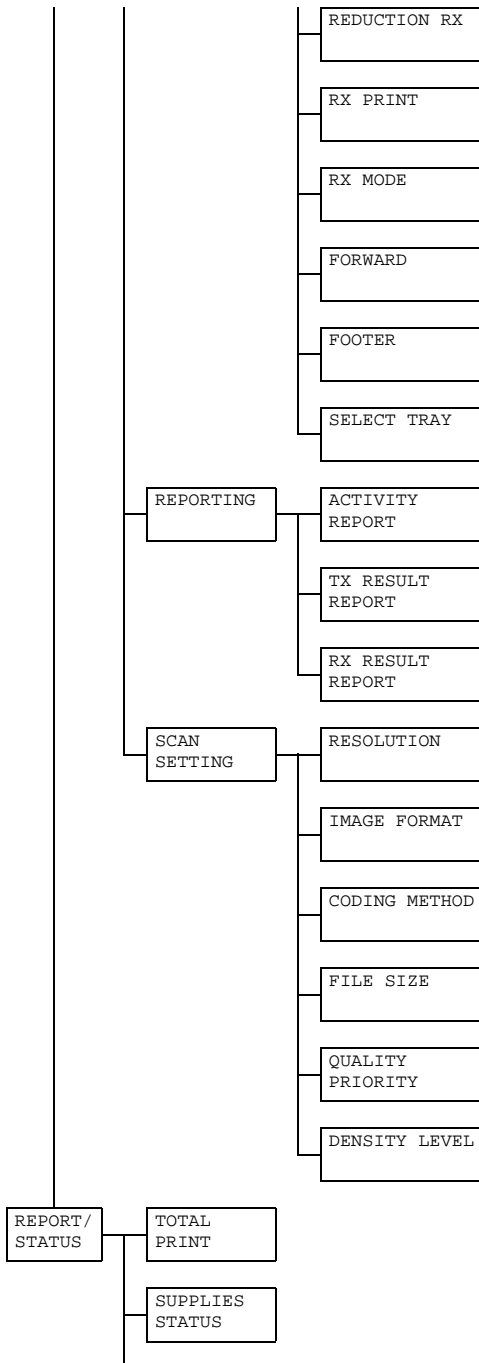 REDUCTION RX
RX PRINT
RX MODE
FORWARD
FOOTER
SELECT TRAY
REPORTING
ACTIVITY
REPORT
TX RESULT
REPORT
RX RESULT
REPORT
SCAN
SETTING
RESOLUTION
IMAGE FORMAT
CODING METHOD
FILE SIZE
QUALITY
PRIORITY
DENSITY LEVEL
REPORT/
STATUS
TOTAL
PRINT
SUPPLIES
STATUS